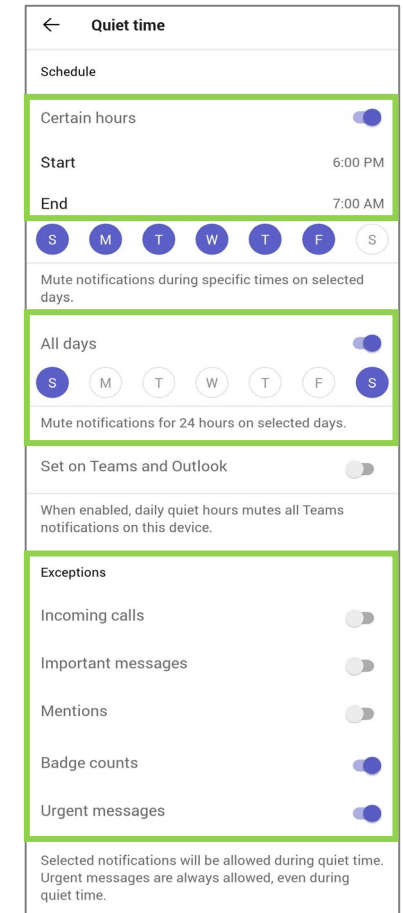 Quiet time
Schedule
Certain hours
Start 6:00 PM
End 7:00 AM
S M T W T F S
Mute notifications during specific times on selected
days.
All days
S M T W T F S
Mute notifications for 24 hours on selected days.
Set on Teams and Outlook
When enabled, daily quiet hours mutes all Teams
notifications on this device.
Exceptions
Incoming calls
Important messages
Mentions
Badge counts
Urgent messages
Selected notifications will be allowed during quiet time.
Urgent messages are always allowed, even during
quiet time.